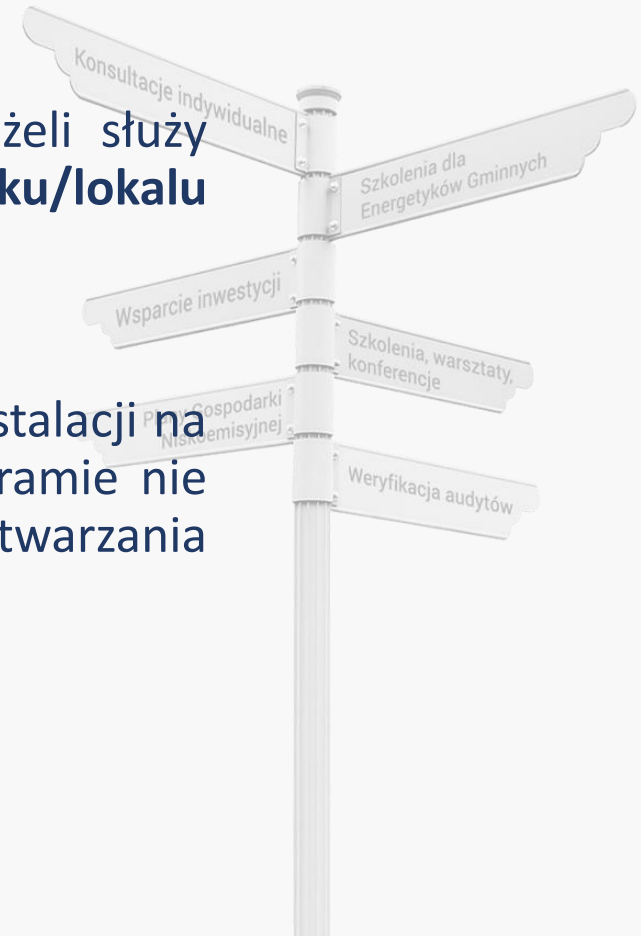 żeli służy
ku/lokalu
stalacji na
ramie nie
twarzania
Konsultacje indywidualne
Szkolenia dla
Energetyków Gminnych
Wsparcie inwestycji
Szkolenia, warsztaty,
konferencje
Plany Gospodarki
Niskoemisyjnej
Weryfikacja audytów